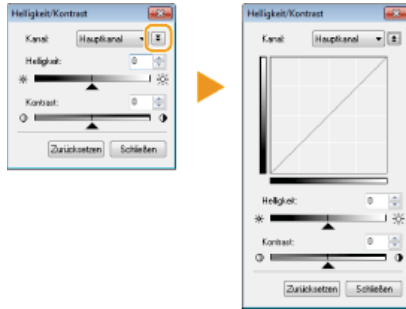 Helligkeit/Kontrast
Kanal: Hauptkanal
Helligkeit: 0
Kontrast: 0
Zurücksetzen Schließen
Helligkeit/Kontrast
Kanal: Hauptkanal
Helligkeit: 0
Kontrast: 0
Zurücksetzen Schließen